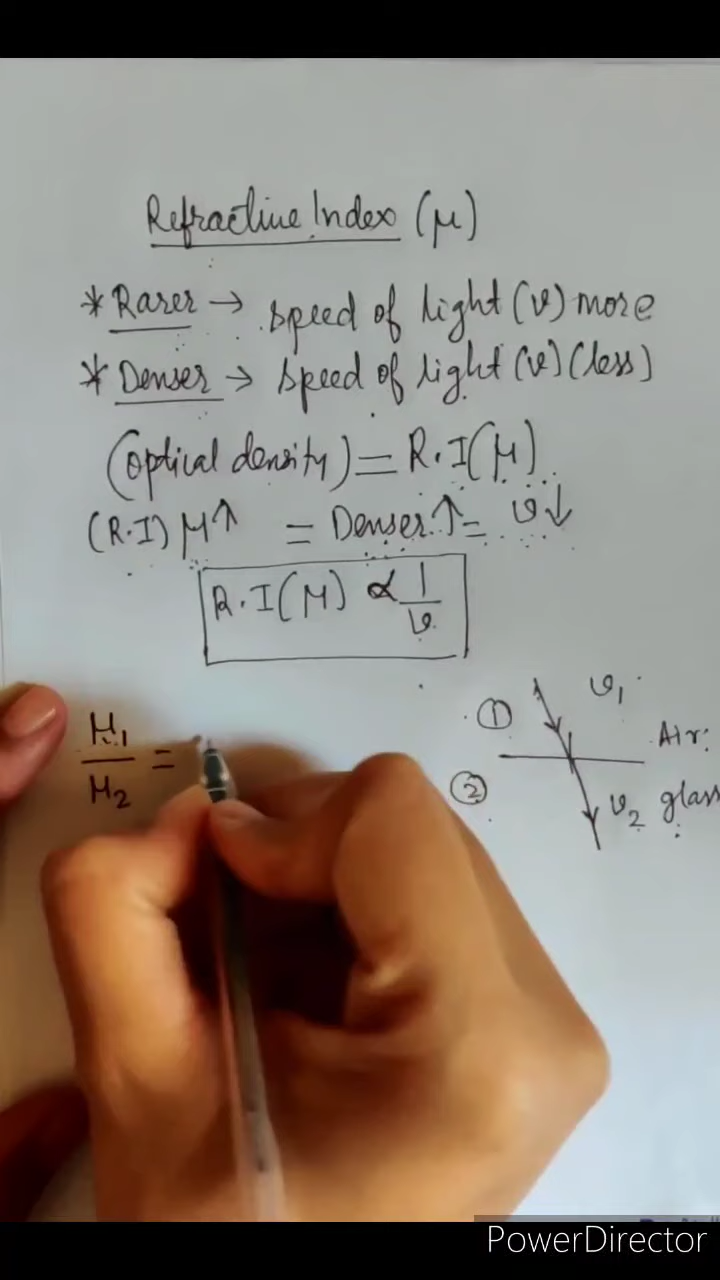 Refractive Index (μ)
* Rarer → speed of light (v) more
* Denser → speed of light (v) (less)
(optical density) = R.I (μ)
(R.I) μ↑ = Denser ↑ = v↓
R.I (μ) ∝ 1/v
① v₁
Air
μ₁/μ₂ =
② v₂ glass
PowerDirector